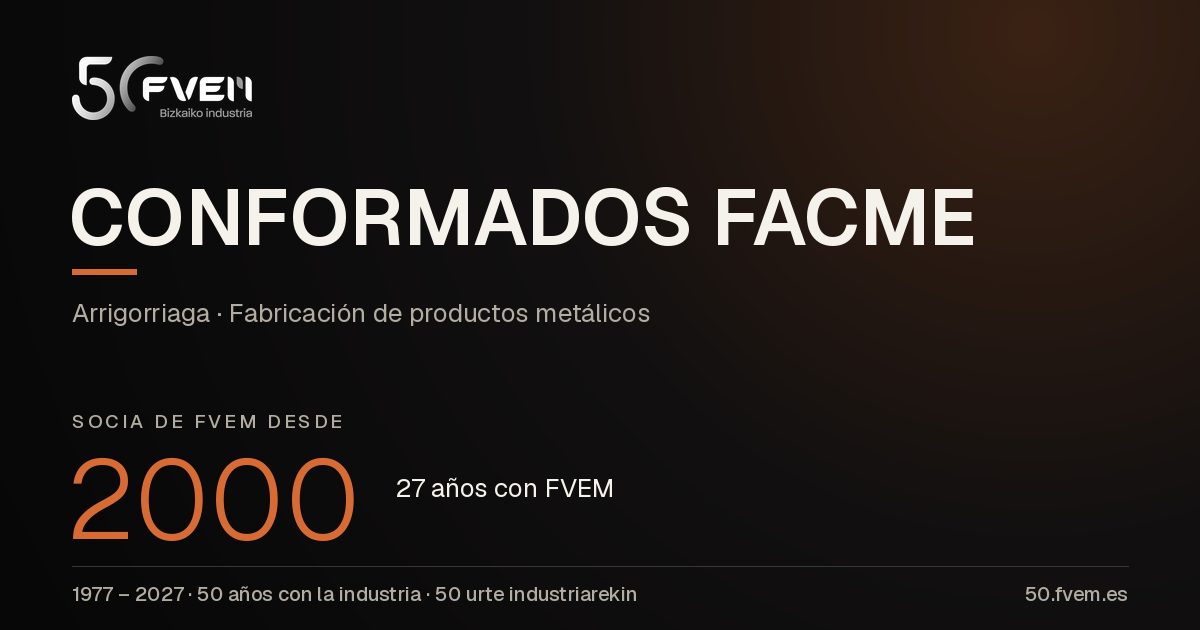 50 FVEM
Bizkaiko industria
CONFORMADOS FACME
Arrigorriaga · Fabricación de productos metálicos
SOCIA DE FVEM DESDE
2000
27 años con FVEM
1977 – 2027 · 50 años con la industria · 50 urte industriarekin
50.fvem.es